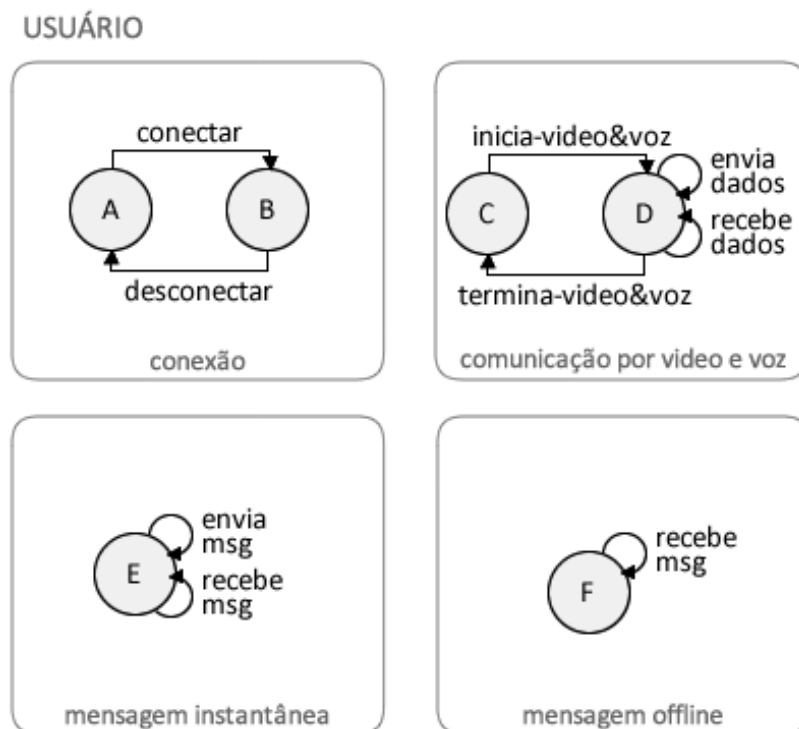 USUÁRIO
conectar
A
B
desconectar
conexão
inicia-video&voz
C
D
envia
dados
recebe
dados
termina-video&voz
comunicação por video e voz
E
envia
msg
recebe
msg
mensagem instantânea
F
recebe
msg
mensagem offline